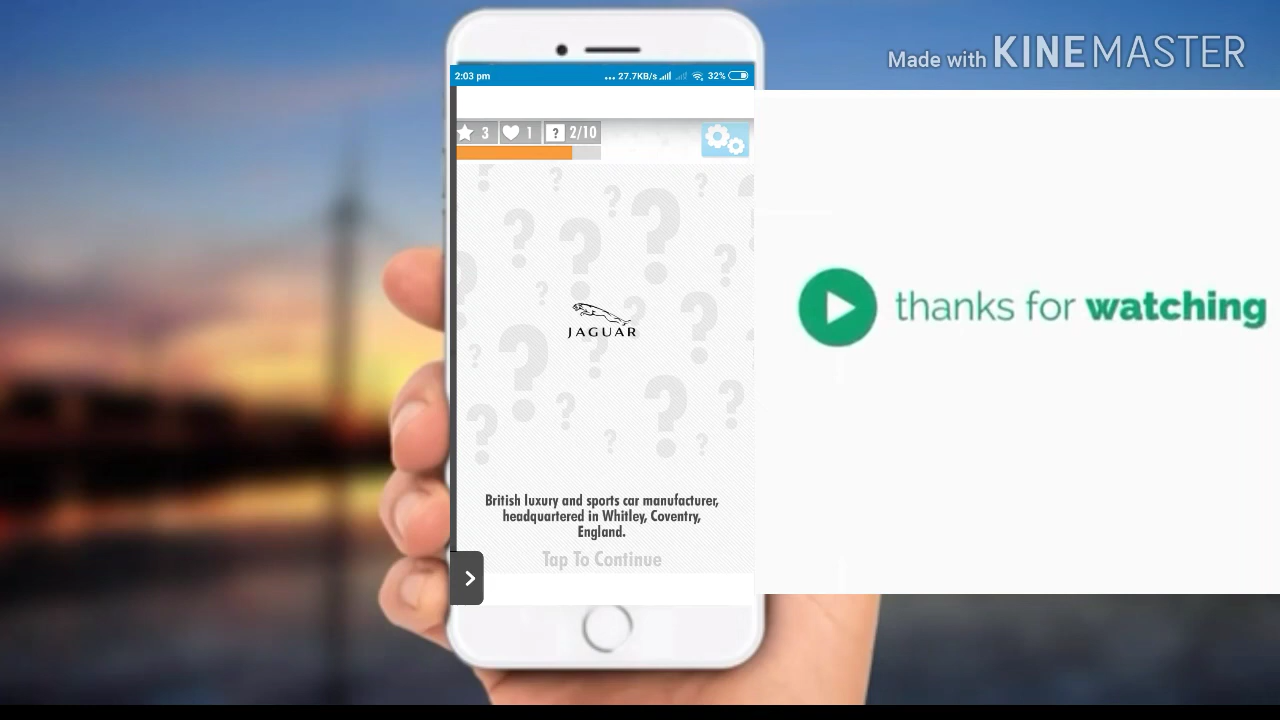 Made with KINEMASTER
2:03 pm
... 27.7KB/s 32%
3 1 ? 2/10
JAGUAR
thanks for watching
British luxury and sports car manufacturer,
headquartered in Whitley, Coventry,
England.
Tap To Continue